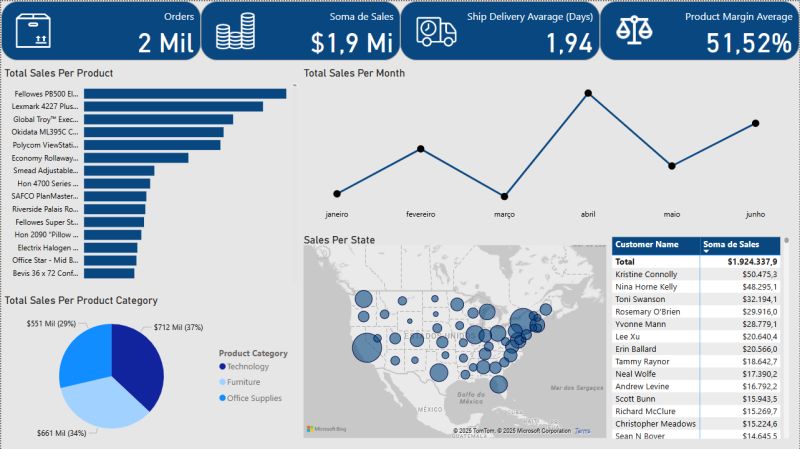 Orders
2 Mil
Soma de Sales
$1,9 Mi
Ship Delivery Avarage (Days)
1,94
Product Margin Average
51,52%
Total Sales Per Product
Fellowes PB500 El...
Lexmark 4227 Plus...
Global Troy™ Exec...
Okidata ML395C C...
Polycom ViewStati...
Economy Rollaway...
Smead Adjustable...
Hon 4700 Series ...
SAFCO PlanMaster...
Riverside Palais Ro...
Fellowes Super St...
Hon 2090 "Pillow ...
Electrix Halogen ...
Office Star - Mid B...
Bevis 36 x 72 Conf...
Total Sales Per Month
janeiro
fevereiro
março
abril
maio
junho
Total Sales Per Product Category
$551 Mil (29%)
$712 Mil (37%)
$661 Mil (34%)
Product Category
Technology
Furniture
Office Supplies
Sales Per State
ESTADOS UNIDOS
MÉXICO
Golfo de
México
Mar dos Sargaços
CUBA
GUATEMALA
Microsoft Bing
© 2025 TomTom, © 2025 Microsoft Corporation Terms
Customer Name Soma de Sales
Total $1.924.337,9
Kristine Connolly $50.475,3
Nina Horne Kelly $48.295,1
Toni Swanson $32.194,1
Rosemary O'Brien $29.916,0
Yvonne Mann $28.779,1
Lee Xu $20.640,4
Erin Ballard $20.566,0
Tammy Raynor $18.642,7
Neal Wolfe $17.390,2
Andrew Levine $16.792,2
Scott Bunn $15.943,5
Richard McClure $15.269,7
Christopher Meadows $15.224,6
Sean N Boyer $14.645,5